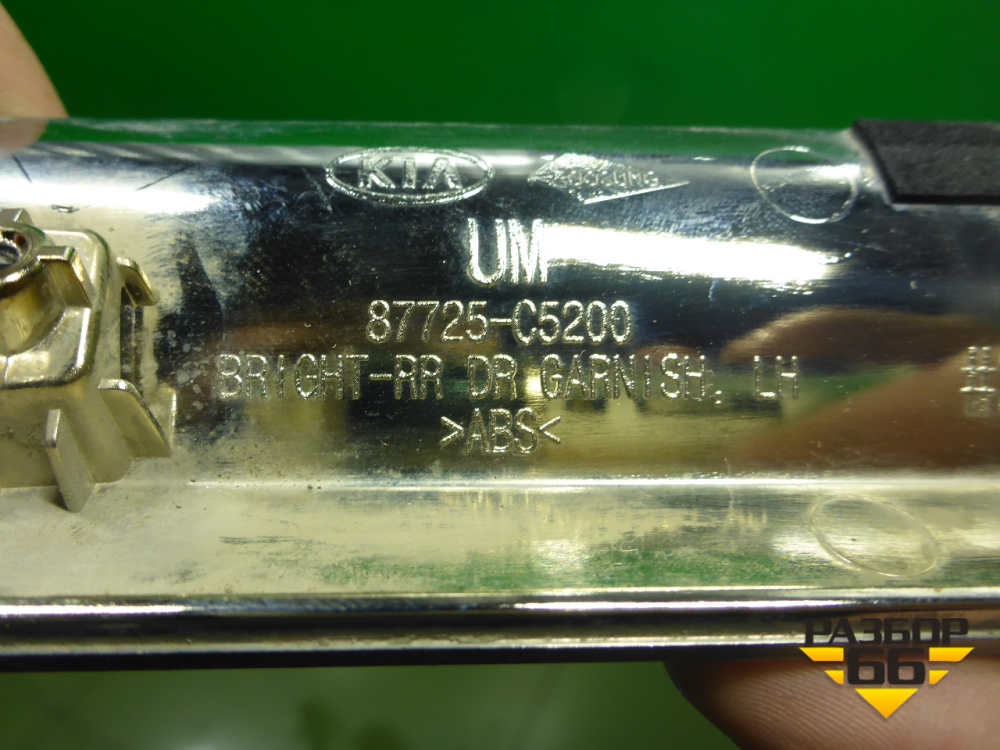 KIA
UM
87725-C5200
BRIGHT-RR DR GARNISH, LH
>ABS<
РАЗБОР
66